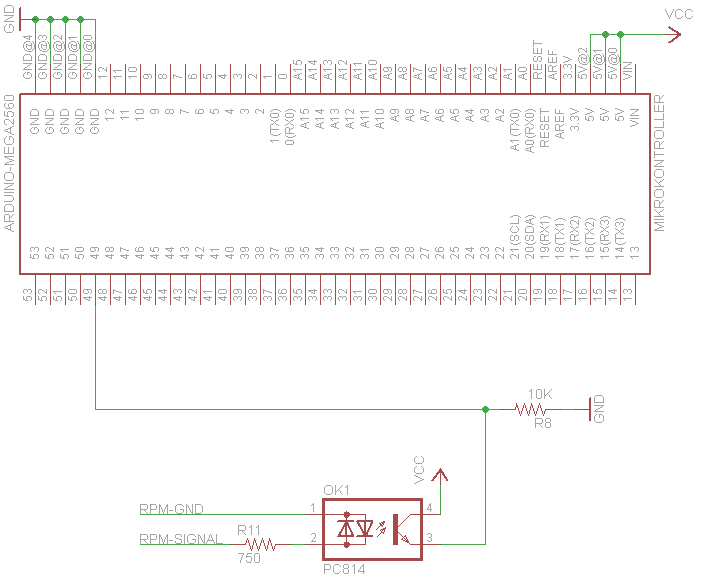 GND
VCC
GND@4 GND@3 GND@2 GND@1 GND@0 12 11 10 9 8 7 6 5 4 3 2 1 0 A15 A14 A13 A12 A11 A10 A9 A8 A7 A6 A5 A4 A3 A2 A1 A0 RESET AREF 3.3V 5V@2 5V@1 5V@0 VIN
ARDUINO-MEGA2560
GND GND GND GND GND 12 11 10 9 8 7 6 5 4 3 2 1(TX0) 0(RX0) A15 A14 A13 A12 A11 A10 A9 A8 A7 A6 A5 A4 A3 A2 A1(TX0) A0(RX0) RESET AREF 3.3V 5V 5V 5V VIN
MIKROKONTROLLER
53 52 51 50 49 48 47 46 45 44 43 42 41 40 39 38 37 36 35 34 33 32 31 30 29 28 27 26 25 24 23 22 21(SCL) 20(SDA) 19(RX1) 18(TX1) 17(RX2) 16(TX2) 15(RX3) 14(TX3) 13
53 52 51 50 49 48 47 46 45 44 43 42 41 40 39 38 37 36 35 34 33 32 31 30 29 28 27 26 25 24 23 22 21 20 19 18 17 16 15 14 13
10K
R8
GND
VCC
OK1
RPM-GND
1
4
R11
RPM-SIGNAL
2
3
750
PC814